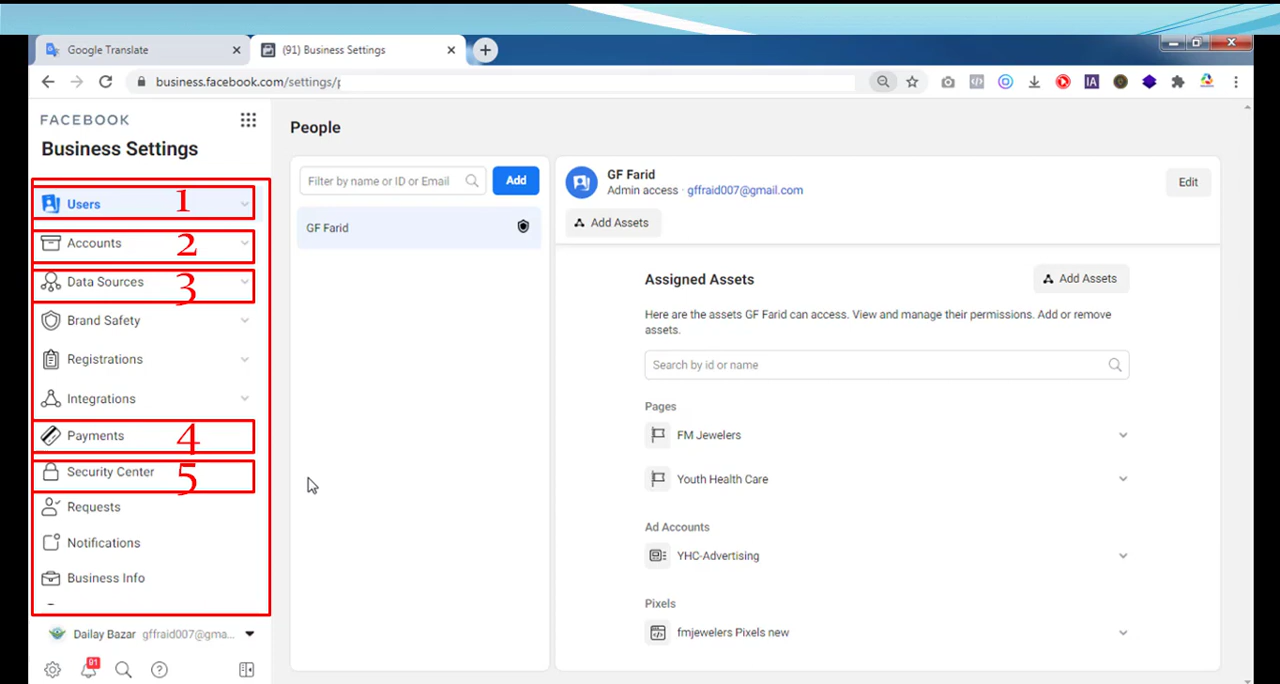 Google Translate
(91) Business Settings
business.facebook.com/settings/p
IA
FACEBOOK
Business Settings
Users 1
Accounts 2
Data Sources 3
Brand Safety
Registrations
Integrations
Payments 4
Security Center 5
Requests
Notifications
Business Info
Dailay Bazar gffraid007@gma...
91
People
Filter by name or ID or Email
Add
GF Farid
GF Farid
Admin access · gffraid007@gmail.com
Edit
Add Assets
Assigned Assets
Add Assets
Here are the assets GF Farid can access. View and manage their permissions. Add or remove
assets.
Search by id or name
Pages
FM Jewelers
Youth Health Care
Ad Accounts
YHC-Advertising
Pixels
fmjewelers Pixels new